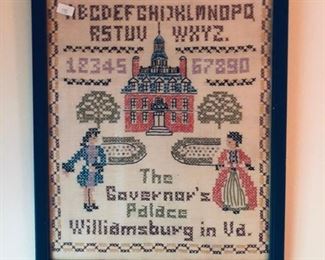 ABCDEFGHIJKLMNOPQ
RSTUV WXYZ.
12345 67890
The
Governor's
Palace
Williamsburg in Va.